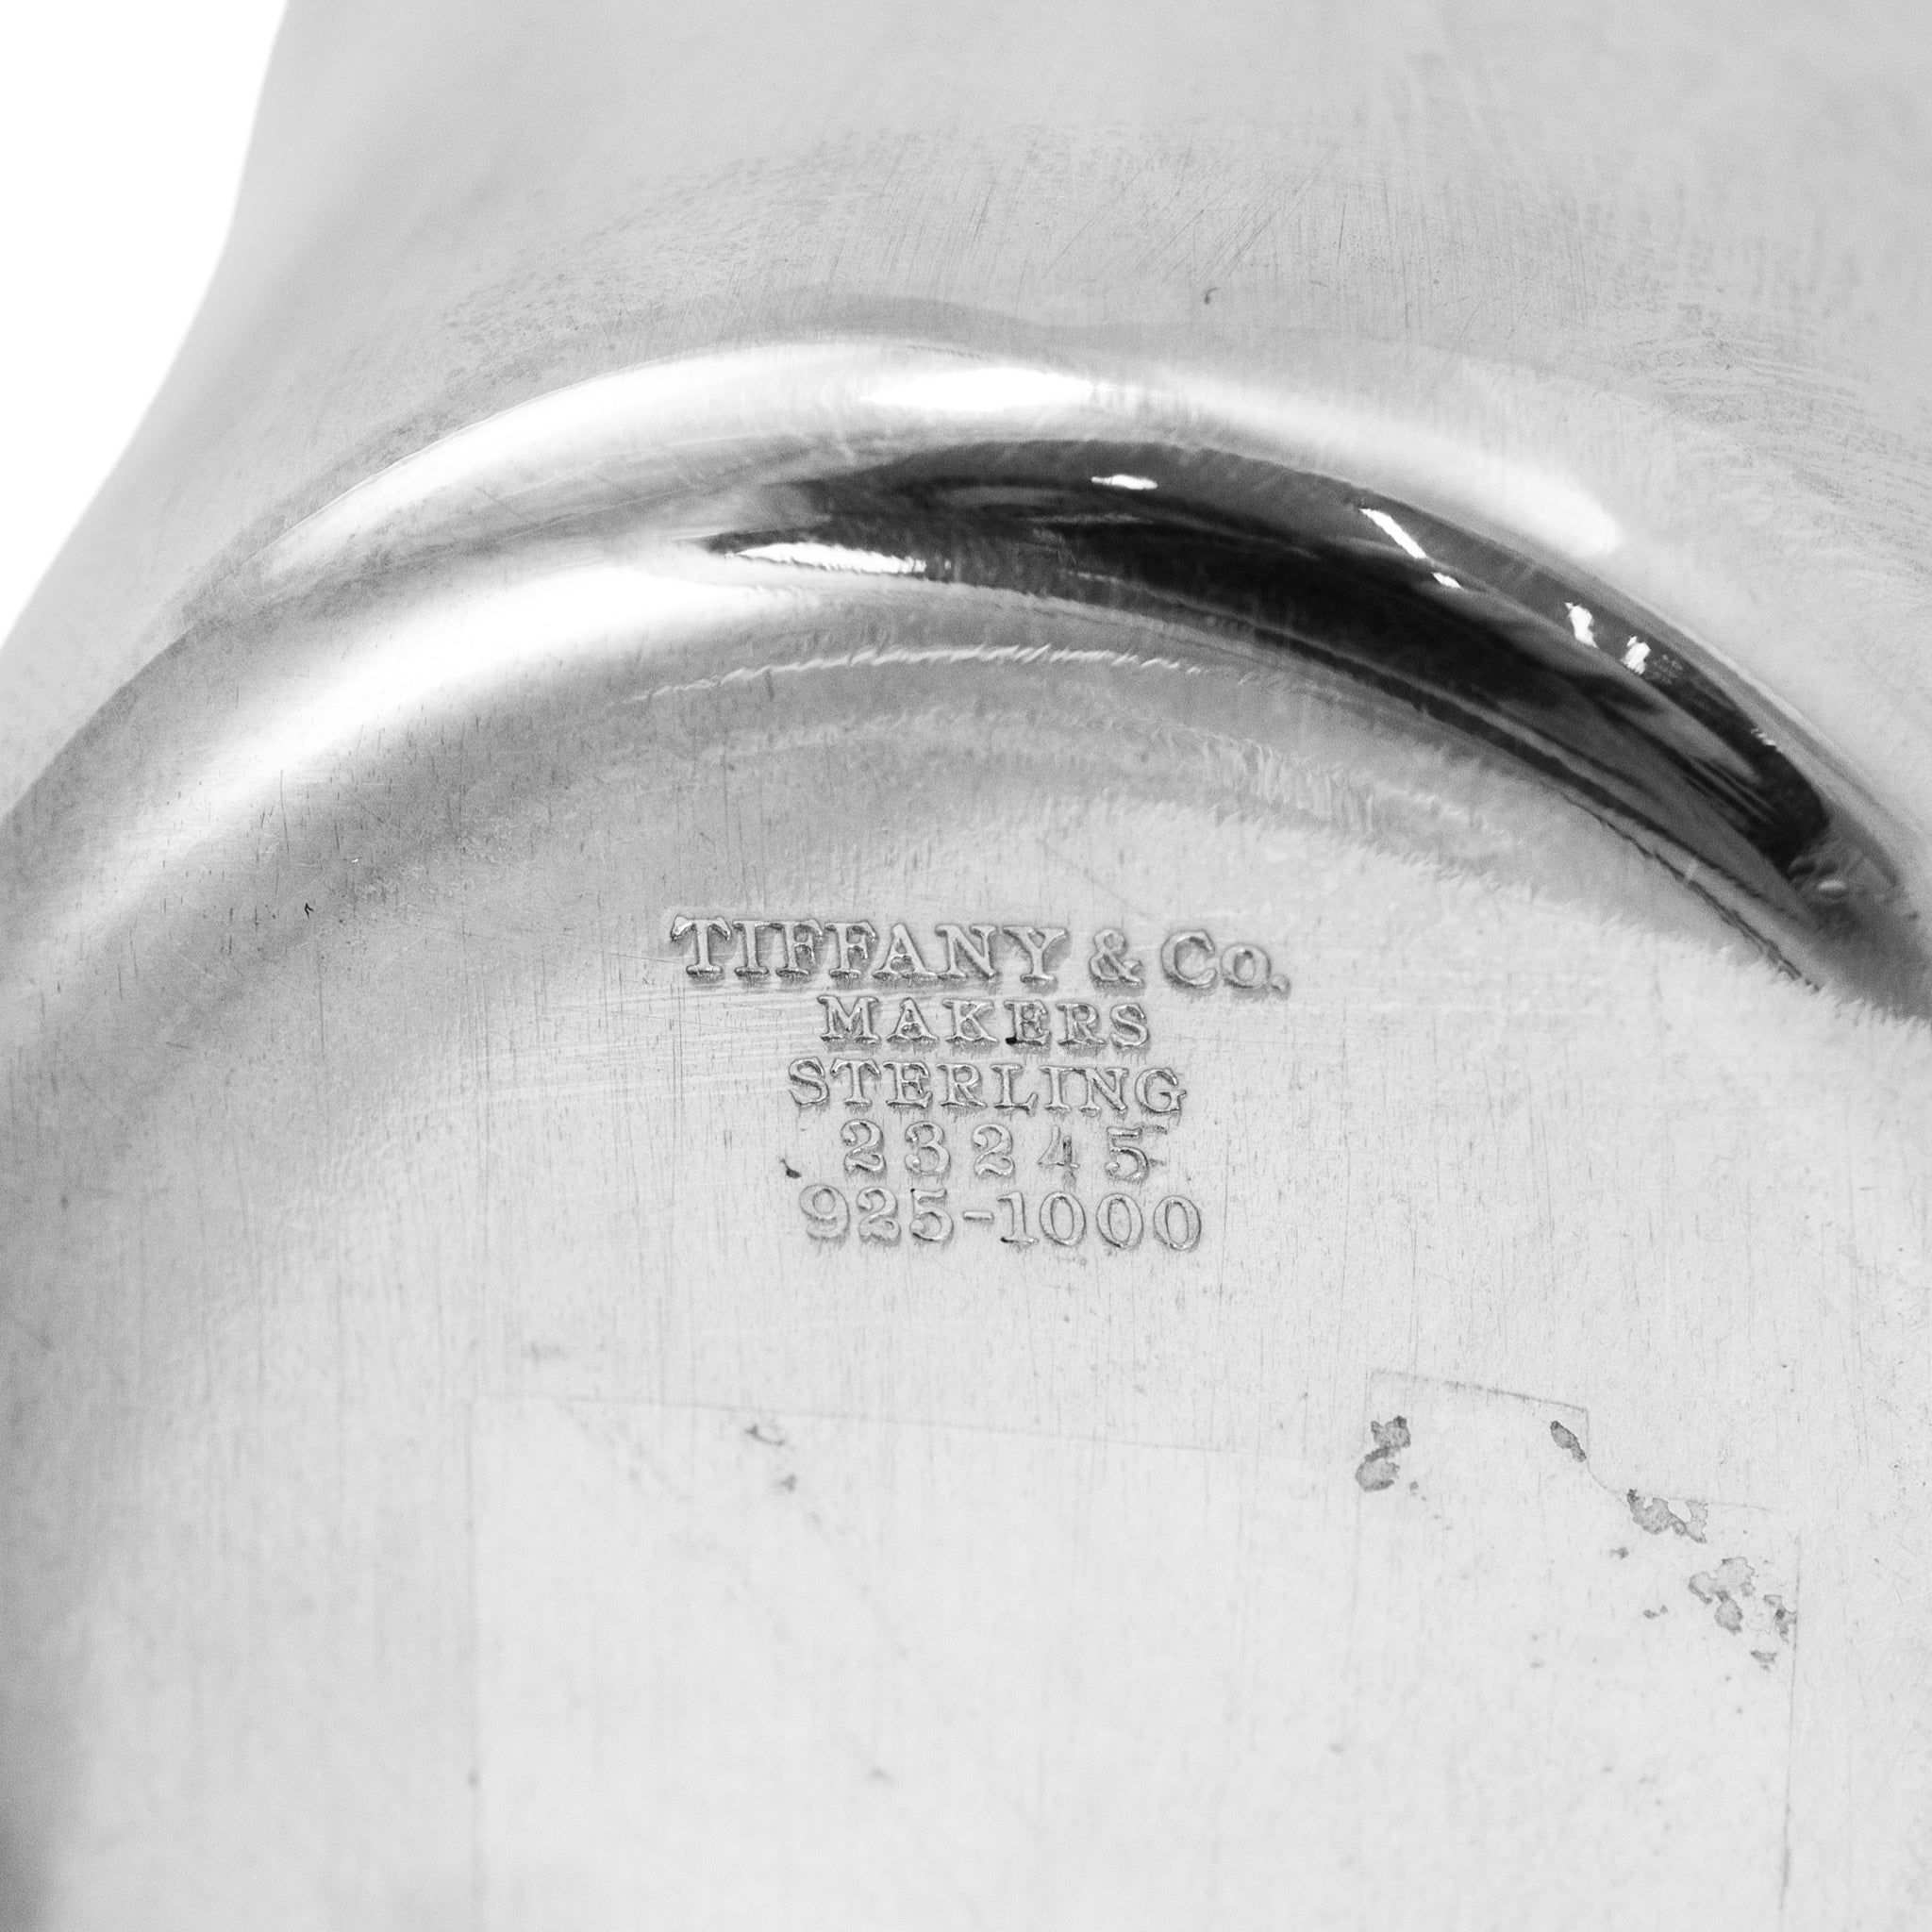 TIFFANY & Co.
MAKERS
STERLING
23245
925-1000